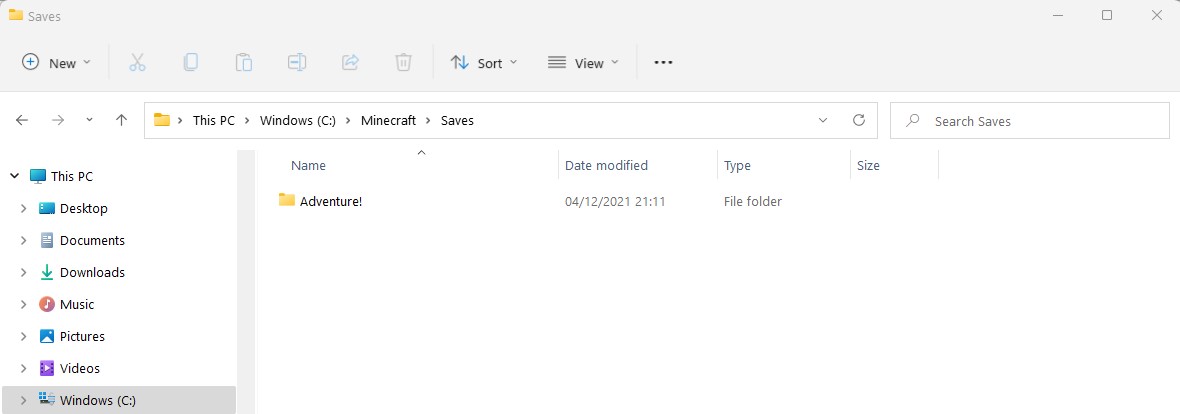 Saves
New Sort View
This PC Windows (C:) Minecraft Saves Search Saves
Name Date modified Type Size
Adventure! 04/12/2021 21:11 File folder
This PC
Desktop
Documents
Downloads
Music
Pictures
Videos
Windows (C:)